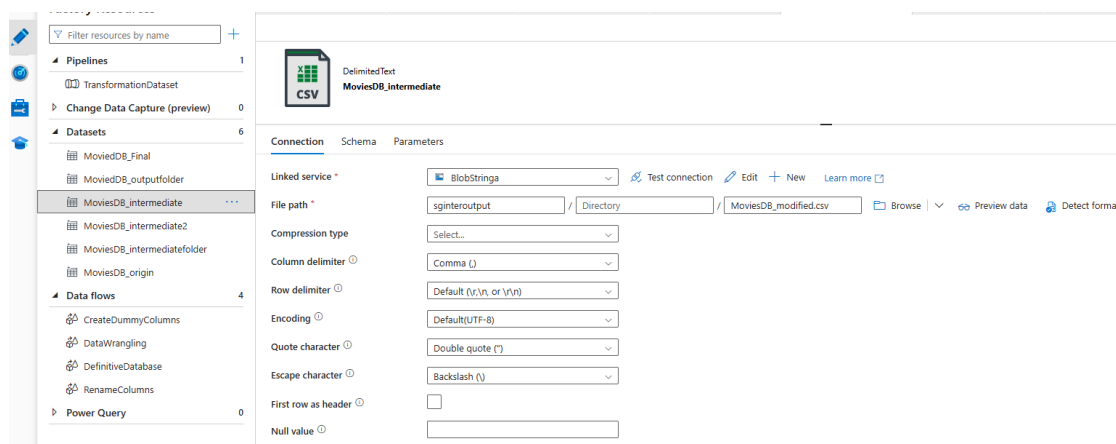 Factory Resources
Filter resources by name
Pipelines 1
TransformationDataset
Change Data Capture (preview) 0
Datasets 6
MoviedDB_Final
MoviedDB_outputfolder
MoviesDB_intermediate ...
MoviesDB_intermediate2
MoviesDB_intermediatefolder
MoviesDB_origin
Data flows 4
CreateDummyColumns
DataWrangling
DefinitiveDatabase
RenameColumns
Power Query 0
CSV
DelimitedText
MoviesDB_intermediate
Connection Schema Parameters
Linked service * BlobStringa Test connection Edit New Learn more
File path * sginteroutput / Directory / MoviesDB_modified.csv Browse Preview data Detect forma
Compression type Select...
Column delimiter Comma (,)
Row delimiter Default (\r,\n, or \r\n)
Encoding Default(UTF-8)
Quote character Double quote (")
Escape character Backslash (\)
First row as header
Null value